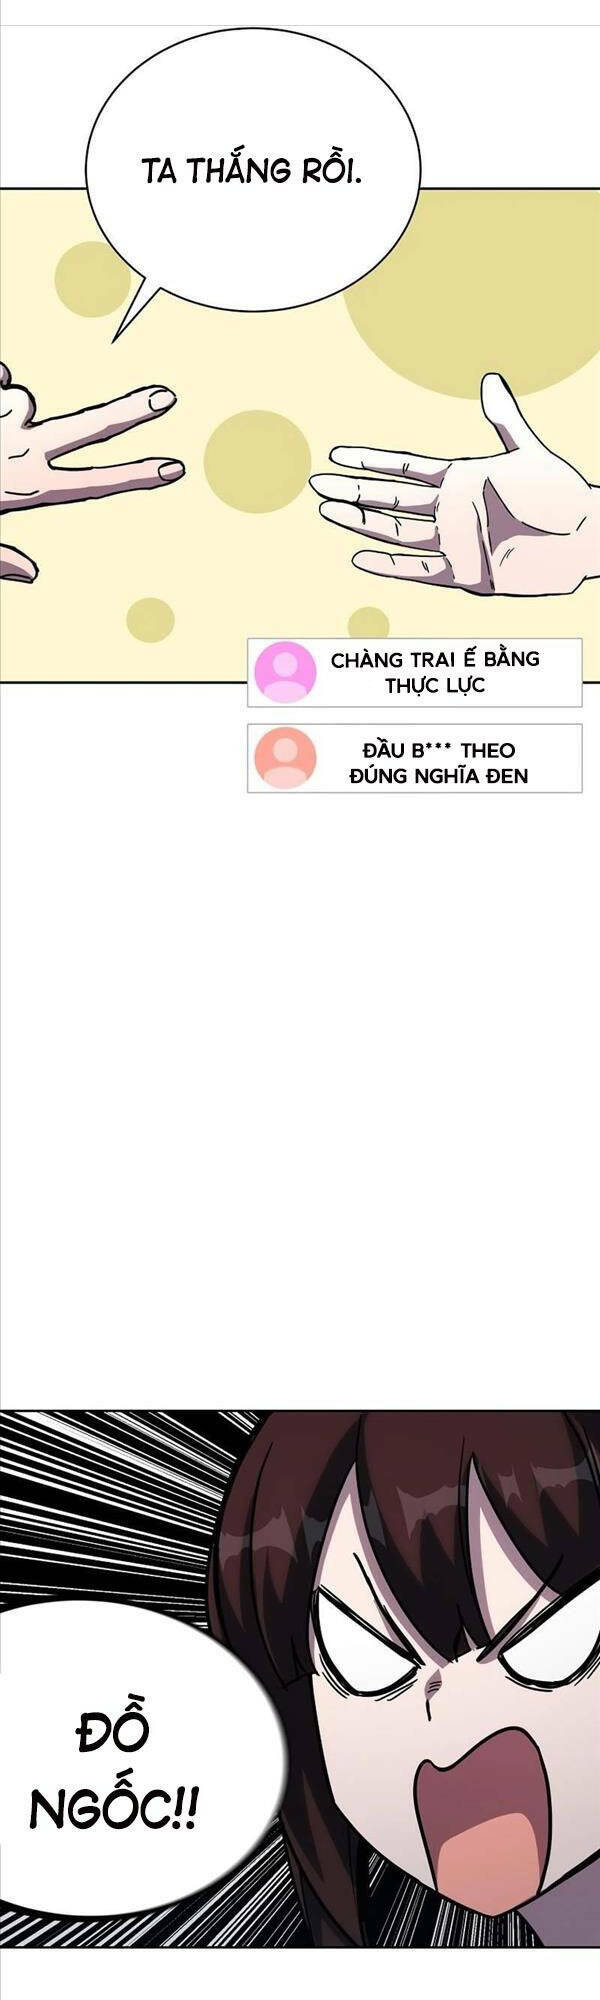 TA THẮNG RỒI.
CHÀNG TRAI Ế BẰNG
THỰC LỰC
ĐẦU B*** THEO
ĐÚNG NGHĨA ĐEN
ĐỒ
NGỐC!!